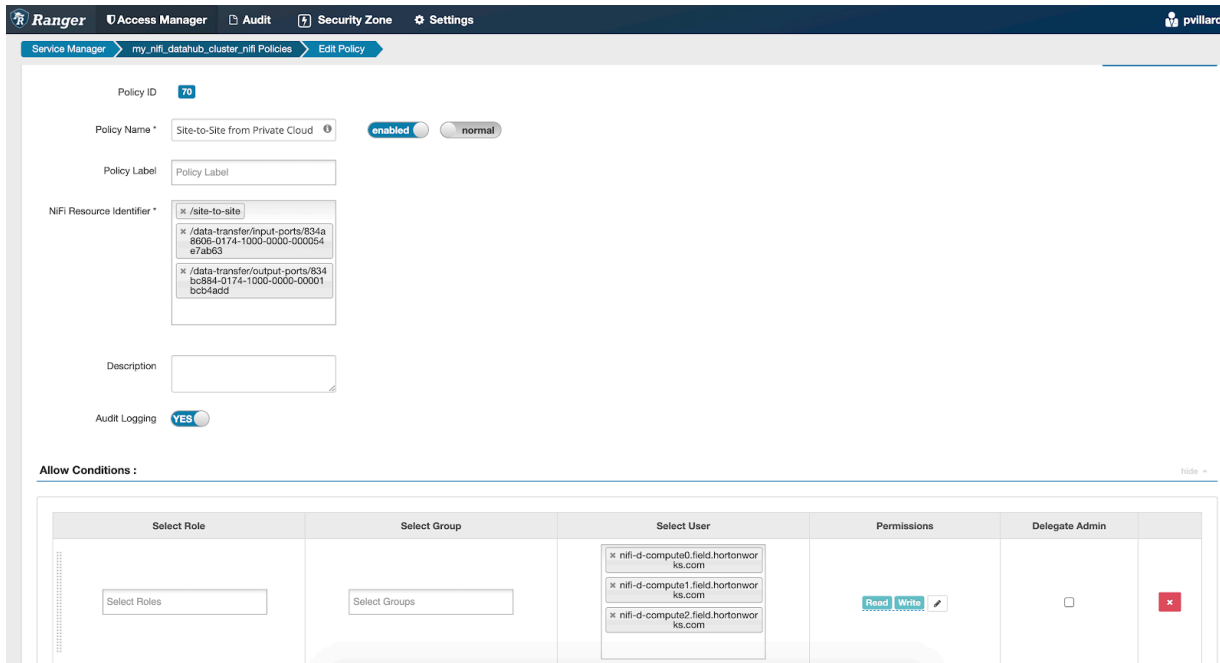 Ranger Access Manager Audit Security Zone Settings pvillard
Service Manager my_nifi_datahub_cluster_nifi Policies Edit Policy
Policy ID 70
Policy Name * Site-to-Site from Private Cloud enabled normal
Policy Label Policy Label
NiFi Resource Identifier * × /site-to-site
× /data-transfer/input-ports/834a
8606-0174-1000-0000-000054
e7ab63
× /data-transfer/output-ports/834
bc884-0174-1000-0000-00001
bcb4add
Description
Audit Logging YES
Allow Conditions : hide
Select Role Select Group Select User Permissions Delegate Admin
× nifi-d-compute0.field.hortonwor
ks.com
× nifi-d-compute1.field.hortonwor
ks.com
Select Roles Select Groups Read Write ×
× nifi-d-compute2.field.hortonwor
ks.com